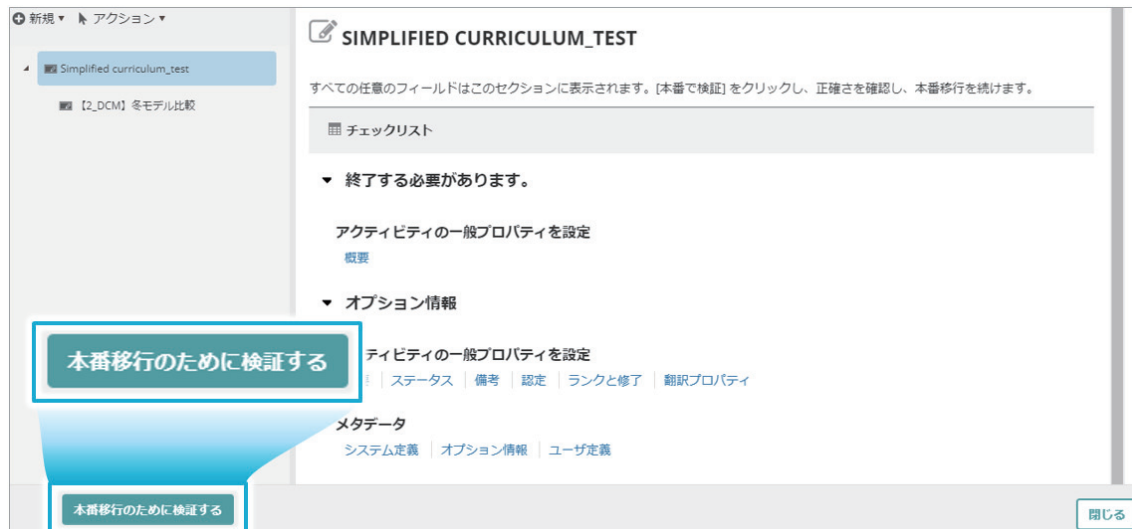 新規▼ アクション▼
Simplified curriculum_test
【2_DCM】冬モデル比較
SIMPLIFIED CURRICULUM_TEST
すべての任意のフィールドはこのセクションに表示されます。[本番で検証] をクリックし、正確さを確認し、本番移行を続けます。
チェックリスト
▼ 終了する必要があります。
アクティビティの一般プロパティを設定
概要
▼ オプション情報
ティビティの一般プロパティを設定
ステータス | 備考 | 認定 | ランクと修了 | 翻訳プロパティ
メタデータ
システム定義 | オプション情報 | ユーザ定義
本番移行のために検証する
本番移行のために検証する
閉じる